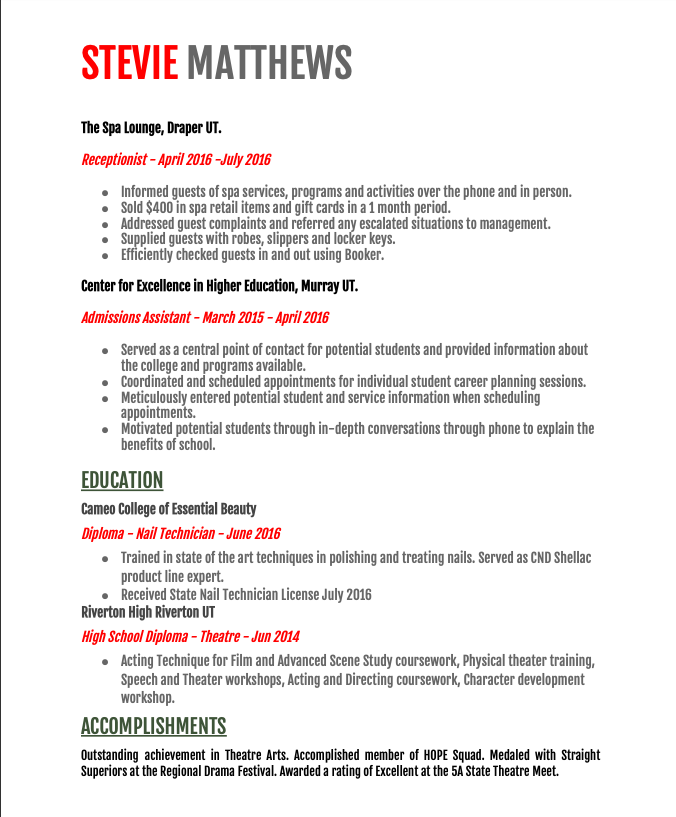 STEVIE MATTHEWS
The Spa Lounge, Draper UT.
Receptionist - April 2016 -July 2016
● Informed guests of spa services, programs and activities over the phone and in person.
● Sold $400 in spa retail items and gift cards in a 1 month period.
● Addressed guest complaints and referred any escalated situations to management.
● Supplied guests with robes, slippers and locker keys.
● Efficiently checked guests in and out using Booker.
Center for Excellence in Higher Education, Murray UT.
Admissions Assistant - March 2015 - April 2016
● Served as a central point of contact for potential students and provided information about
the college and programs available.
● Coordinated and scheduled appointments for individual student career planning sessions.
● Meticulously entered potential student and service information when scheduling
appointments.
● Motivated potential students through in-depth conversations through phone to explain the
benefits of school.
EDUCATION
Cameo College of Essential Beauty
Diploma - Nail Technician - June 2016
● Trained in state of the art techniques in polishing and treating nails. Served as CND Shellac
product line expert.
● Received State Nail Technician License July 2016
Riverton High Riverton UT
High School Diploma - Theatre - Jun 2014
● Acting Technique for Film and Advanced Scene Study coursework, Physical theater training,
Speech and Theater workshops, Acting and Directing coursework, Character development
workshop.
ACCOMPLISHMENTS
Outstanding achievement in Theatre Arts. Accomplished member of HOPE Squad. Medaled with Straight
Superiors at the Regional Drama Festival. Awarded a rating of Excellent at the 5A State Theatre Meet.